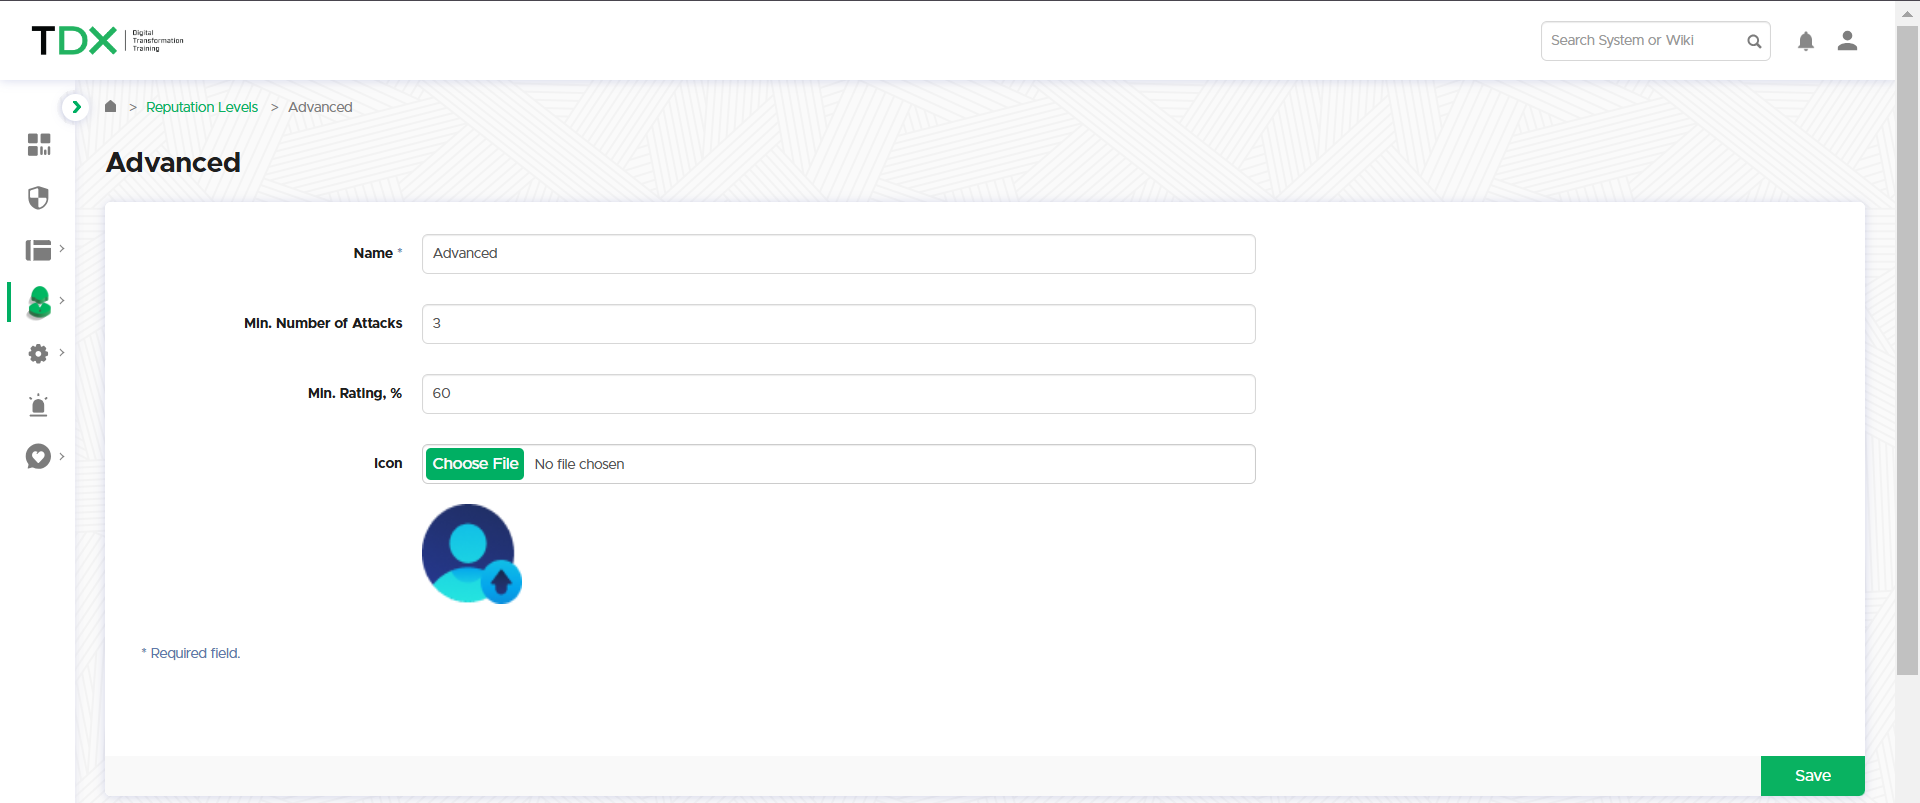 TDX Digital
Transformation
Training
Search System or Wiki
> Reputation Levels > Advanced
Advanced
Name * Advanced
Min. Number of Attacks 3
Min. Rating, % 60
Icon Choose File No file chosen
* Required field.
Save